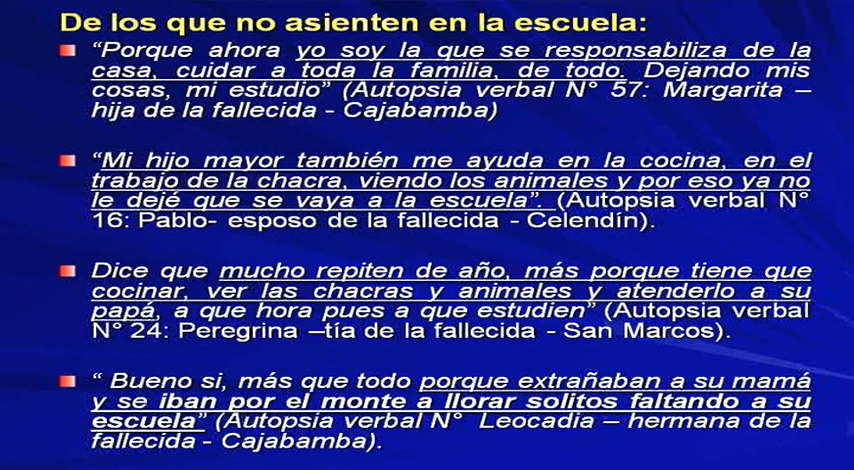 De los que no asienten en la escuela:
“Porque ahora yo soy la que se responsabiliza de la
casa, cuidar a toda la familia, de todo. Dejando mis
cosas, mi estudio” (Autopsia verbal N° 57: Margarita –
hija de la fallecida - Cajabamba)
“Mi hijo mayor también me ayuda en la cocina, en el
trabajo de la chacra, viendo los animales y por eso ya no
le dejé que se vaya a la escuela”. (Autopsia verbal N°
16: Pablo- esposo de la fallecida - Celendín).
Dice que mucho repiten de año, más porque tiene que
cocinar, ver las chacras y animales y atenderlo a su
papá, a que hora pues a que estudien” (Autopsia verbal
N° 24: Peregrina –tía de la fallecida - San Marcos).
“ Bueno si, más que todo porque extrañaban a su mamá
y se iban por el monte a llorar solitos faltando a su
escuela” (Autopsia verbal N° Leocadia – hermana de la
fallecida - Cajabamba).